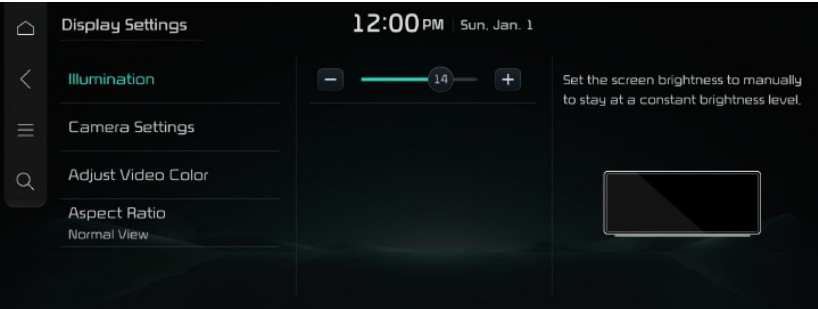 Display Settings
12:00 PM Sun, Jan. 1
Illumination
14
Set the screen brightness to manually
to stay at a constant brightness level.
Camera Settings
Adjust Video Color
Aspect Ratio
Normal View